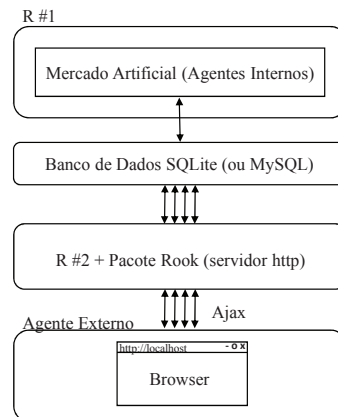 R #1
Mercado Artificial (Agentes Internos)
Banco de Dados SQLite (ou MySQL)
R #2 + Pacote Rook (servidor http)
Ajax
Agente Externo
http://localhost - o x
Browser